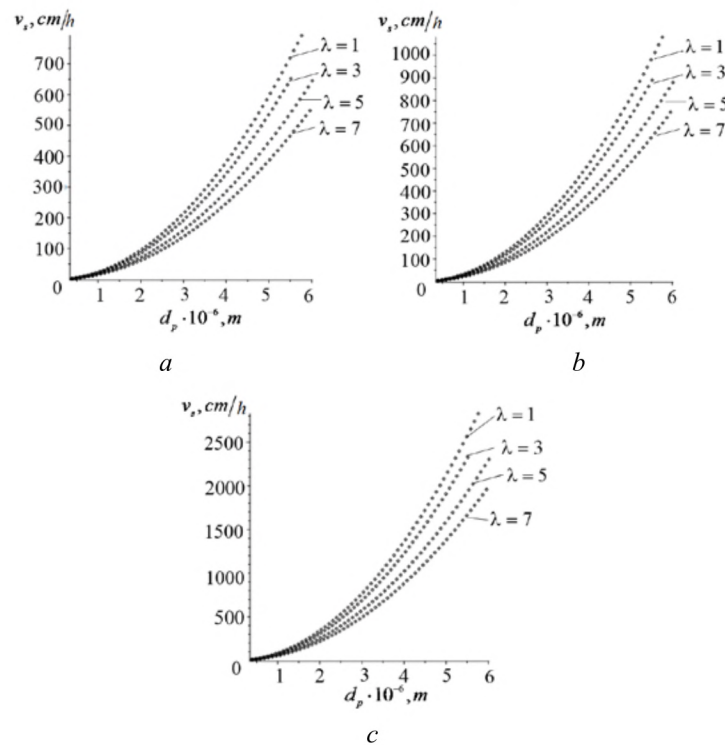 v_s, cm/h
700
600
500
400
300
200
100
0
1 2 3 4 5 6
d_p · 10⁻⁶, m
λ = 1
λ = 3
λ = 5
λ = 7
a
v_s, cm/h
1000
900
800
700
600
500
400
300
200
100
0
1 2 3 4 5 6
d_p · 10⁻⁶, m
λ = 1
λ = 3
λ = 5
λ = 7
b
v_s, cm/h
2500
2000
1500
1000
500
0
1 2 3 4 5 6
d_p · 10⁻⁶, m
λ = 1
λ = 3
λ = 5
λ = 7
c